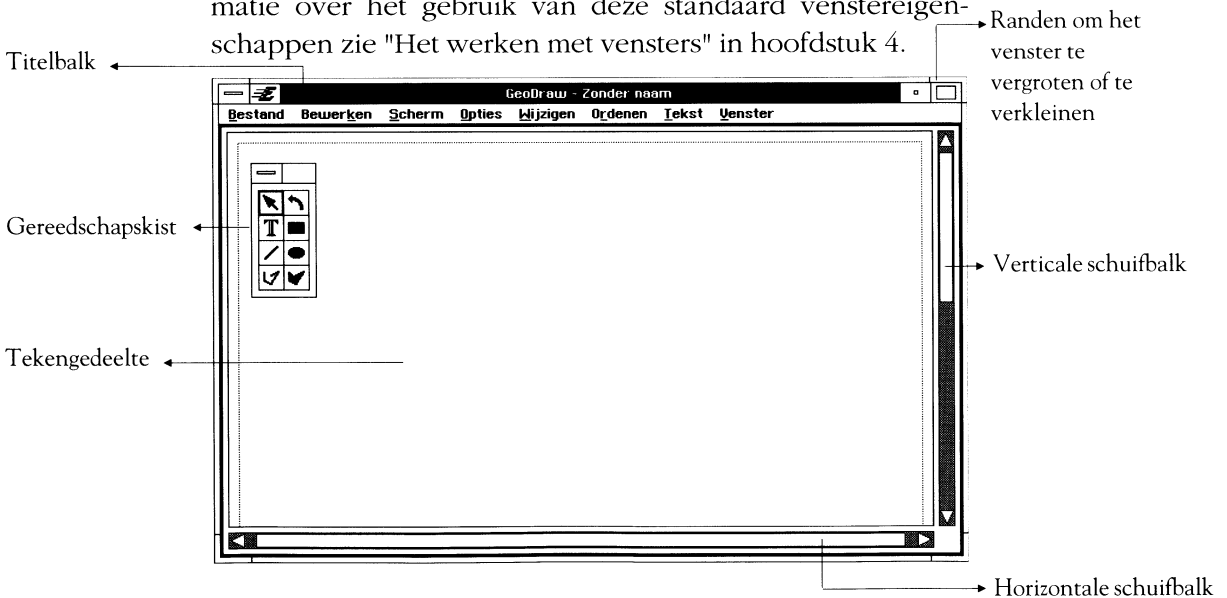 matie over het gebruik van deze standaard venstereigen-
schappen zie "Het werken met vensters" in hoofdstuk 4.
Randen om het
venster te
vergroten of te
verkleinen
Titelbalk
GeoDraw - Zonder naam
Bestand Bewerken Scherm Opties Wijzigen Ordenen Tekst Venster
T
Gereedschapskist
Verticale schuifbalk
Tekengedeelte
Horizontale schuifbalk